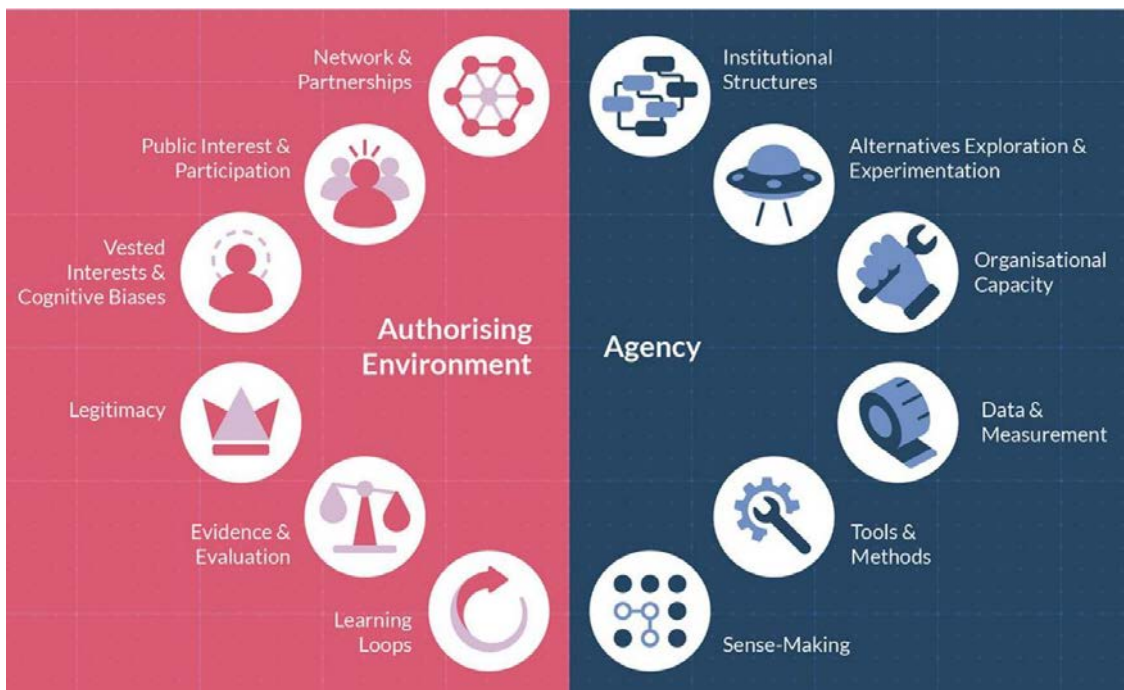 Network &
Partnerships
Public Interest &
Participation
Vested
Interests &
Cognitive Biases
Authorising
Environment
Legitimacy
Evidence &
Evaluation
Learning
Loops
Institutional
Structures
Alternatives Exploration &
Experimentation
Organisational
Capacity
Agency
Data &
Measurement
Tools &
Methods
Sense-Making